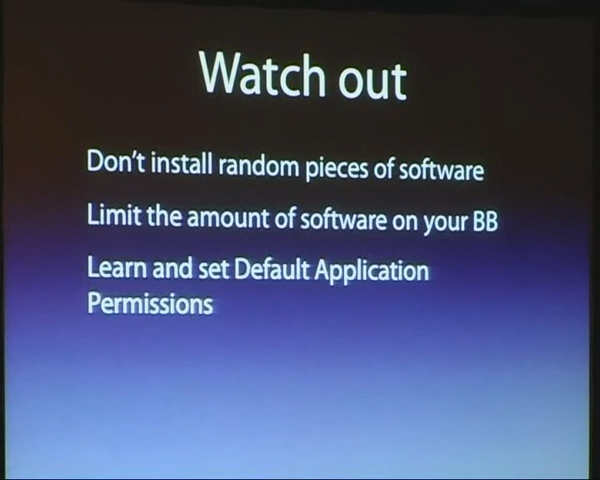 Watch out
Don't install random pieces of software
Limit the amount of software on your BB
Learn and set Default Application
Permissions